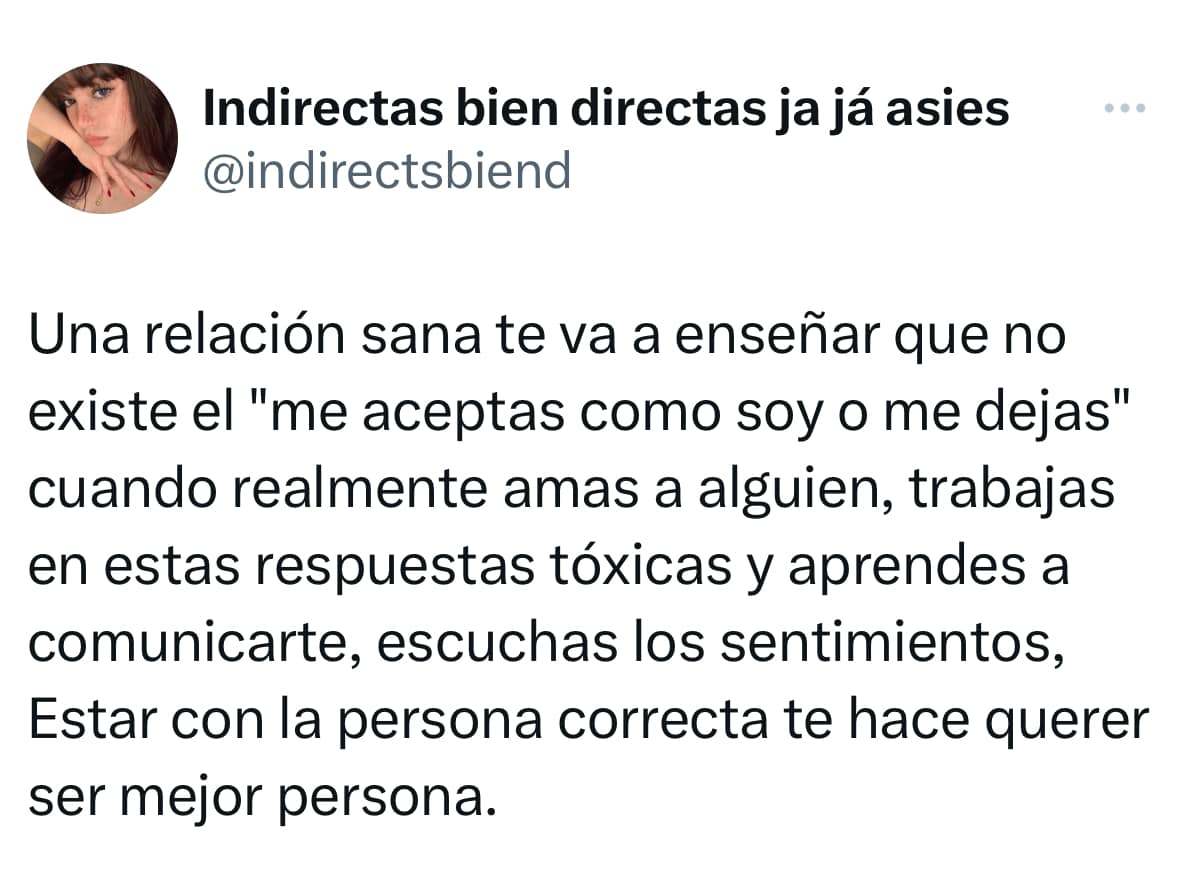 Indirectas bien directas ja já asies
@indirectsbiend
Una relación sana te va a enseñar que no
existe el "me aceptas como soy o me dejas"
cuando realmente amas a alguien, trabajas
en estas respuestas tóxicas y aprendes a
comunicarte, escuchas los sentimientos,
Estar con la persona correcta te hace querer
ser mejor persona.